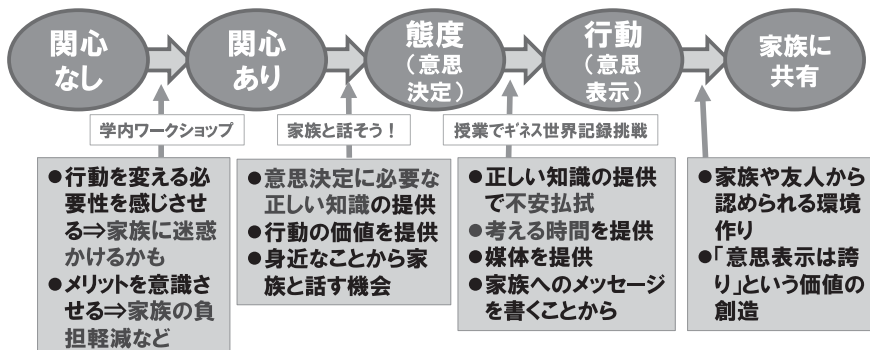 関心
なし
関心
あり
態度
（意思
決定）
行動
（意思
表示）
家族に
共有
学内ワークショップ
家族と話そう！
授業でギネス世界記録挑戦
●行動を変える必
要性を感じさせ
る⇒家族に迷惑
かけるかも
●メリットを意識さ
せる⇒家族の負
担軽減など
●意思決定に必要な
正しい知識の提供
●行動の価値を提供
●身近なことから家
族と話す機会
●正しい知識の提供
で不安払拭
●考える時間を提供
●媒体を提供
●家族へのメッセージ
を書くことから
●家族や友人から
認められる環境
作り
●「意思表示は誇
り」という価値の
創造